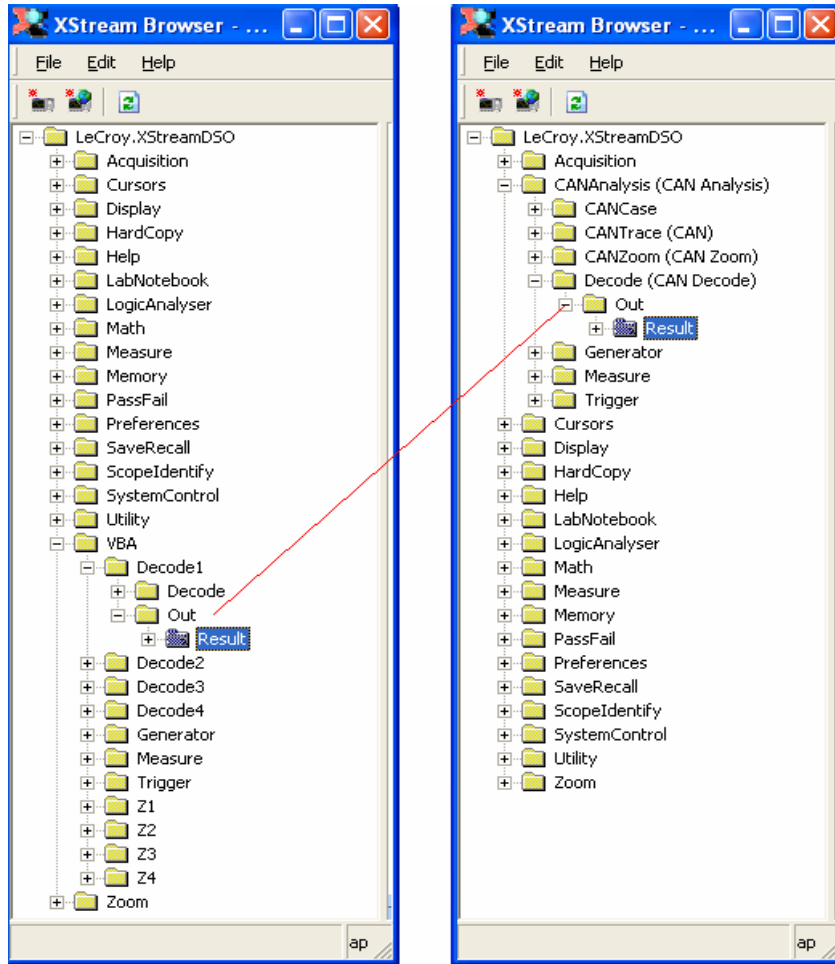 XStream Browser - ...
File Edit Help
LeCroy.XStreamDSO
Acquisition
Cursors
Display
HardCopy
Help
LabNotebook
LogicAnalyser
Math
Measure
Memory
PassFail
Preferences
SaveRecall
ScopeIdentify
SystemControl
Utility
VBA
Decode1
Decode
Out
Result
Decode2
Decode3
Decode4
Generator
Measure
Trigger
Z1
Z2
Z3
Z4
Zoom
ap
XStream Browser - ...
File Edit Help
LeCroy.XStreamDSO
Acquisition
CANAnalysis (CAN Analysis)
CANCase
CANTrace (CAN)
CANZoom (CAN Zoom)
Decode (CAN Decode)
Out
Result
Generator
Measure
Trigger
Cursors
Display
HardCopy
Help
LabNotebook
LogicAnalyser
Math
Measure
Memory
PassFail
Preferences
SaveRecall
ScopeIdentify
SystemControl
Utility
Zoom
ap